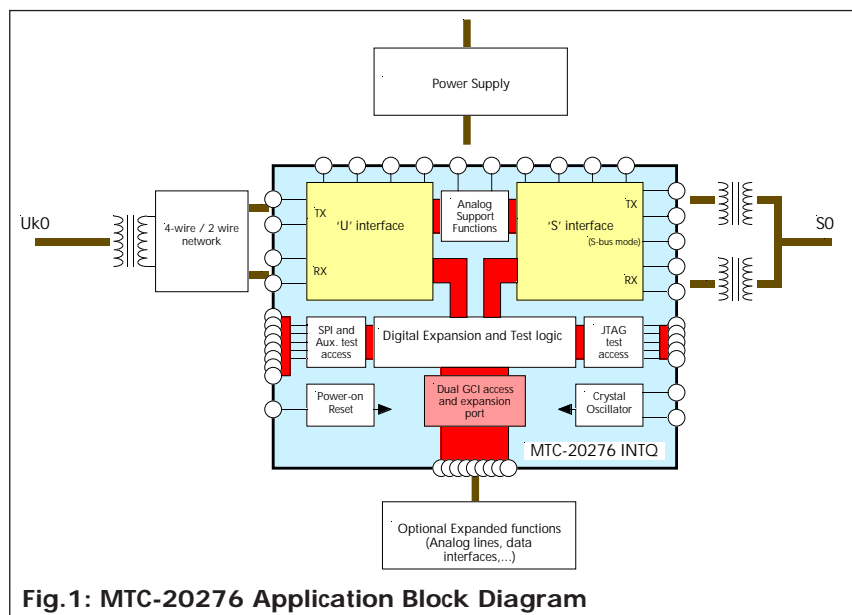 Power Supply
Uk0
4-wire / 2 wire
network
TX
'U' interface
RX
Analog
Support
Functions
TX
'S' interface
(S-bus mode)
RX
S0
SPI and
Aux. test
access
Digital Expansion and Test logic
JTAG
test
access
Power-on
Reset
Dual GCI access
and expansion
port
Crystal
Oscillator
MTC-20276 INTQ
Optional Expanded functions
(Analog lines, data
interfaces,...)
Fig.1: MTC-20276 Application Block Diagram